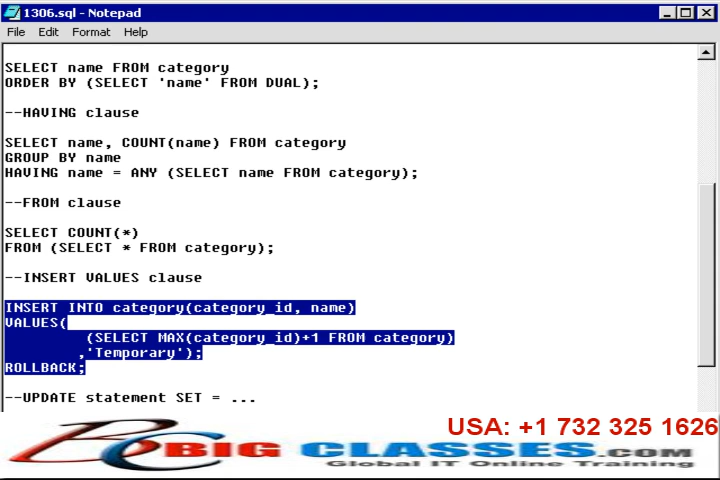 1306.sql - Notepad
File Edit Format Help
SELECT name FROM category
ORDER BY (SELECT 'name' FROM DUAL);
--HAVING clause
SELECT name, COUNT(name) FROM category
GROUP BY name
HAVING name = ANY (SELECT name FROM category);
--FROM clause
SELECT COUNT(*)
FROM (SELECT * FROM category);
--INSERT VALUES clause
INSERT INTO category(category_id, name)
VALUES(
(SELECT MAX(category_id)+1 FROM category)
,'Temporary');
ROLLBACK;
--UPDATE statement SET = ...
USA: +1 732 325 1626
BC BIG CLASSES.COM
Global IT Online Training